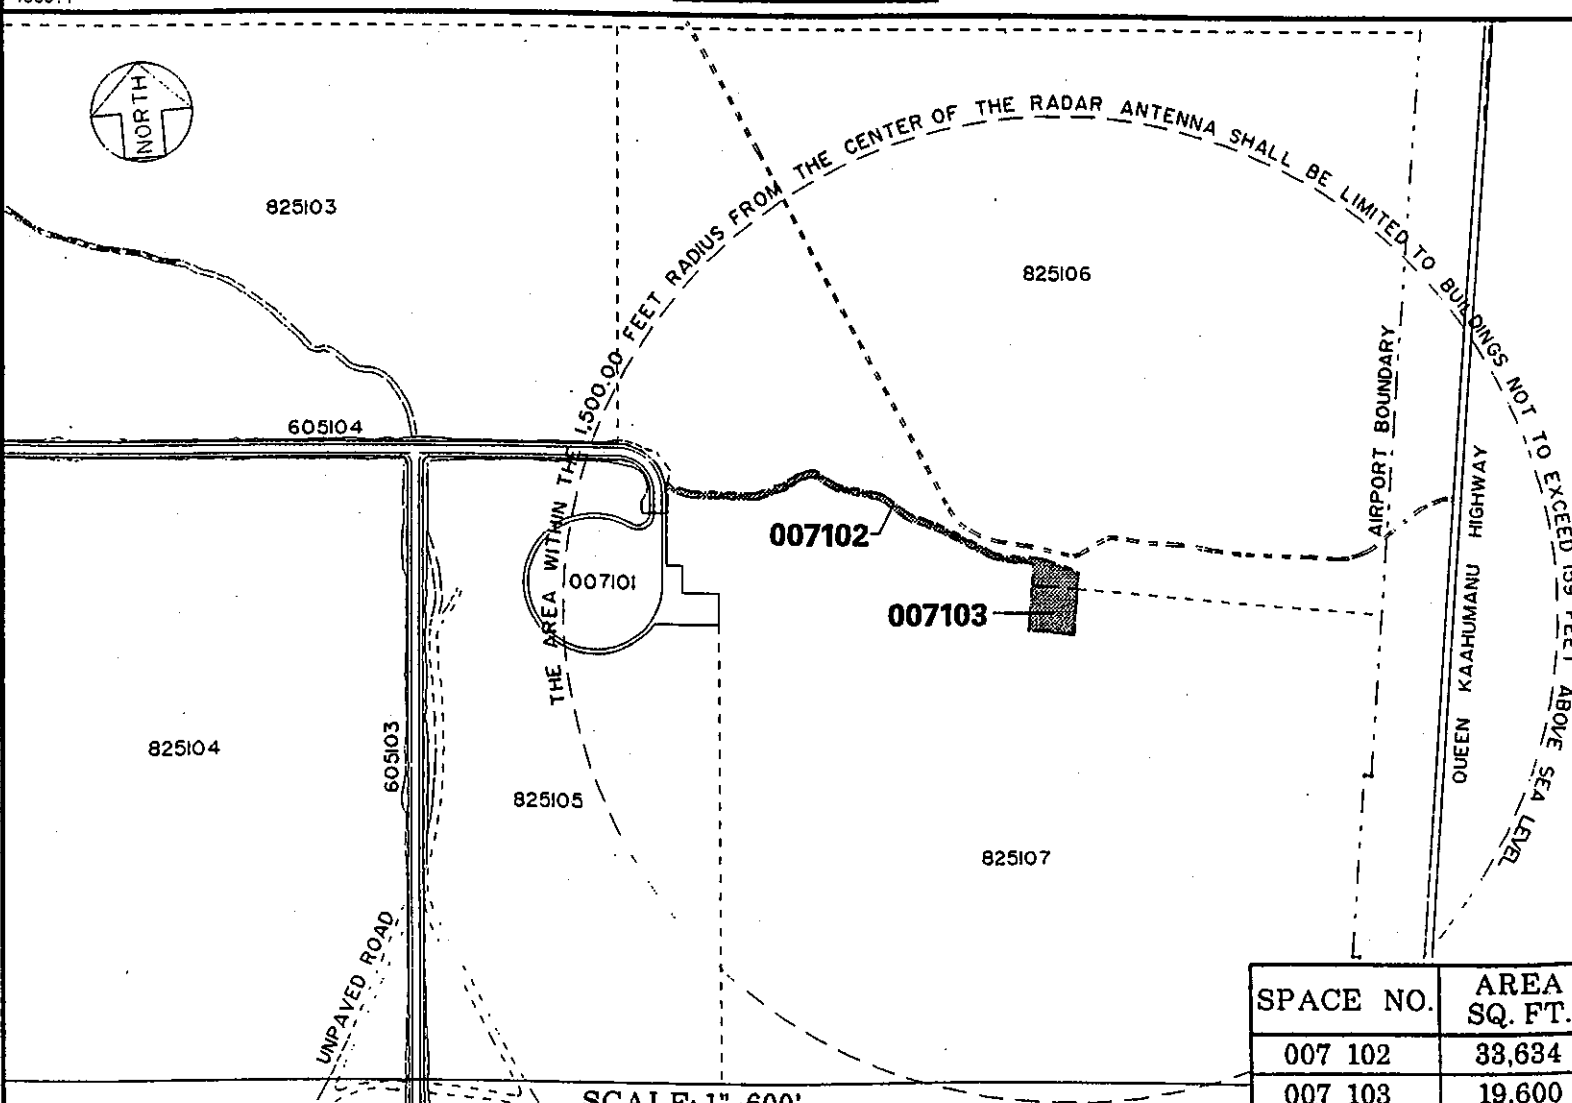 NORTH
825103
THE AREA WITHIN THE 1,500.00 FEET RADIUS FROM THE CENTER OF THE RADAR ANTENNA SHALL BE LIMITED TO BUILDINGS NOT TO EXCEED 159 FEET ABOVE SEA LEVEL
825106
AIRPORT BOUNDARY
605104
QUEEN KAAHUMANU HIGHWAY
007102
007101
007103
825104
605103
825105
825107
UNPAVED ROAD
SPACE NO. AREA SQ. FT.
007 102 33,634
007 103 19,600
SCALE: 1" 600'